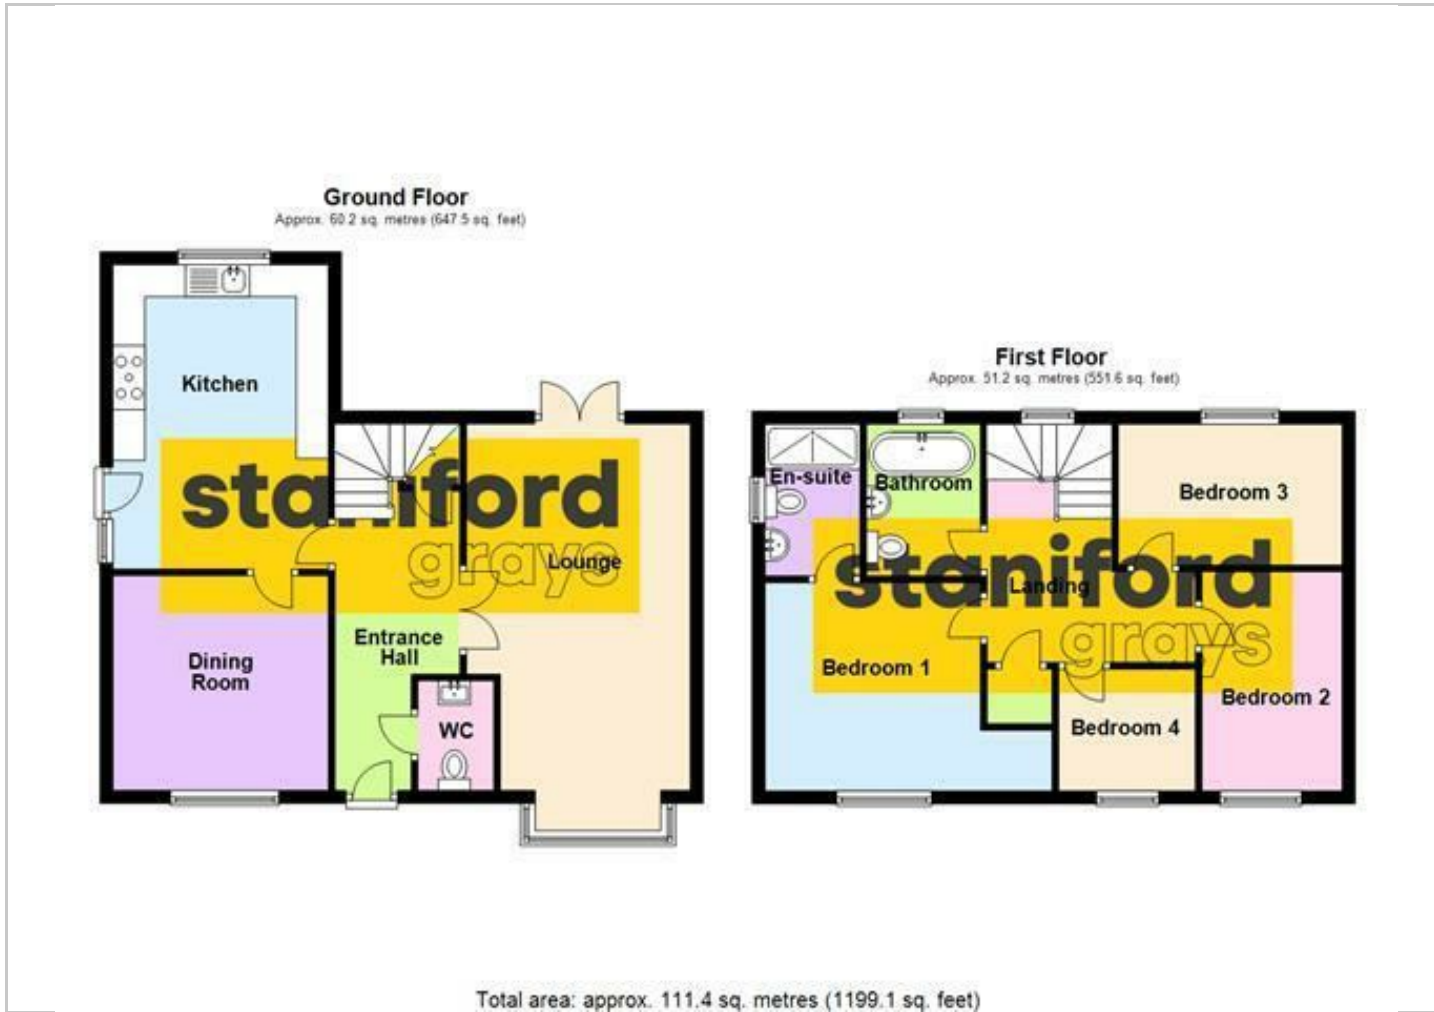 Ground Floor
Approx. 60.2 sq. metres (647.5 sq. feet)
Kitchen
staniford
grays
Lounge
Entrance
Hall
Dining
Room
WC
First Floor
Approx. 51.2 sq. metres (551.6 sq. feet)
En-suite
Bathroom
Bedroom 3
staniford
grays
Landing
Bedroom 1
Bedroom 2
Bedroom 4
Total area: approx. 111.4 sq. metres (1199.1 sq. feet)